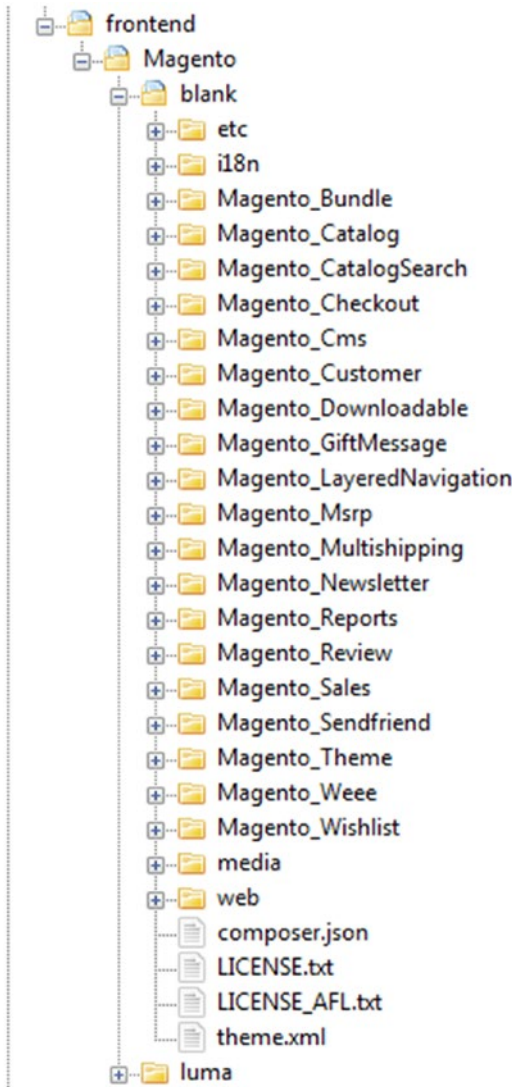 frontend
Magento
blank
etc
i18n
Magento_Bundle
Magento_Catalog
Magento_CatalogSearch
Magento_Checkout
Magento_Cms
Magento_Customer
Magento_Downloadable
Magento_GiftMessage
Magento_LayeredNavigation
Magento_Msrp
Magento_Multishipping
Magento_Newsletter
Magento_Reports
Magento_Review
Magento_Sales
Magento_Sendfriend
Magento_Theme
Magento_Weee
Magento_Wishlist
media
web
composer.json
LICENSE.txt
LICENSE_AFL.txt
theme.xml
luma